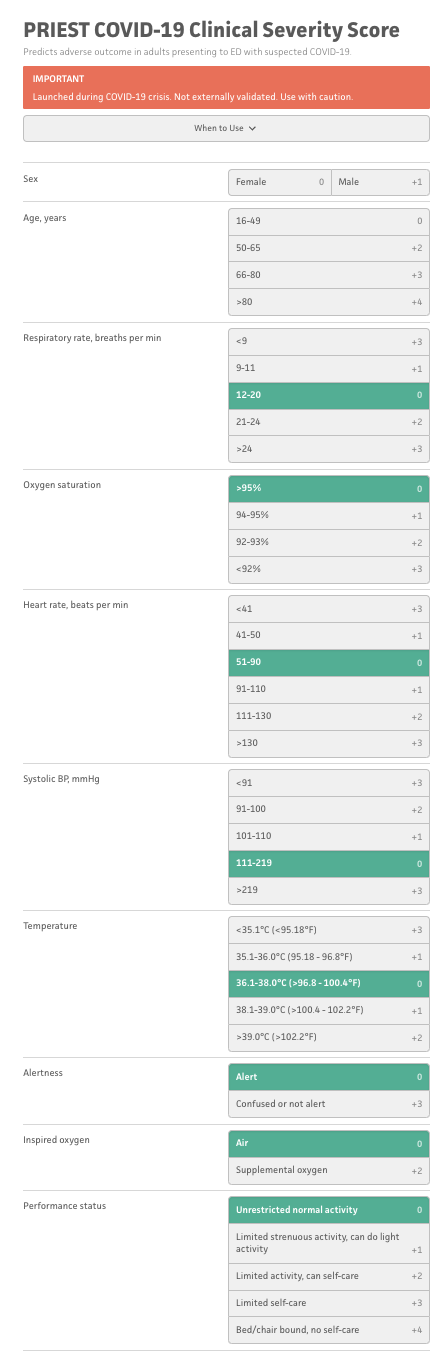 PRIEST COVID-19 Clinical Severity Score
Predicts adverse outcome in adults presenting to ED with suspected COVID-19.
IMPORTANT
Launched during COVID-19 crisis. Not externally validated. Use with caution.
When to Use
Sex
Female 0 Male +1
Age, years
16-49 0
50-65 +2
66-80 +3
>80 +4
Respiratory rate, breaths per min
<9 +3
9-11 +1
12-20 0
21-24 +2
>24 +3
Oxygen saturation
>95% 0
94-95% +1
92-93% +2
<92% +3
Heart rate, beats per min
<41 +3
41-50 +1
51-90 0
91-110 +1
111-130 +2
>130 +3
Systolic BP, mmHg
<91 +3
91-100 +2
101-110 +1
111-219 0
>219 +3
Temperature
<35.1°C (<95.18°F) +3
35.1-36.0°C (95.18 - 96.8°F) +1
36.1-38.0°C (>96.8 - 100.4°F) 0
38.1-39.0°C (>100.4 - 102.2°F) +1
>39.0°C (>102.2°F) +2
Alertness
Alert 0
Confused or not alert +3
Inspired oxygen
Air 0
Supplemental oxygen +2
Performance status
Unrestricted normal activity 0
Limited strenuous activity, can do light
activity +1
Limited activity, can self-care +2
Limited self-care +3
Bed/chair bound, no self-care +4